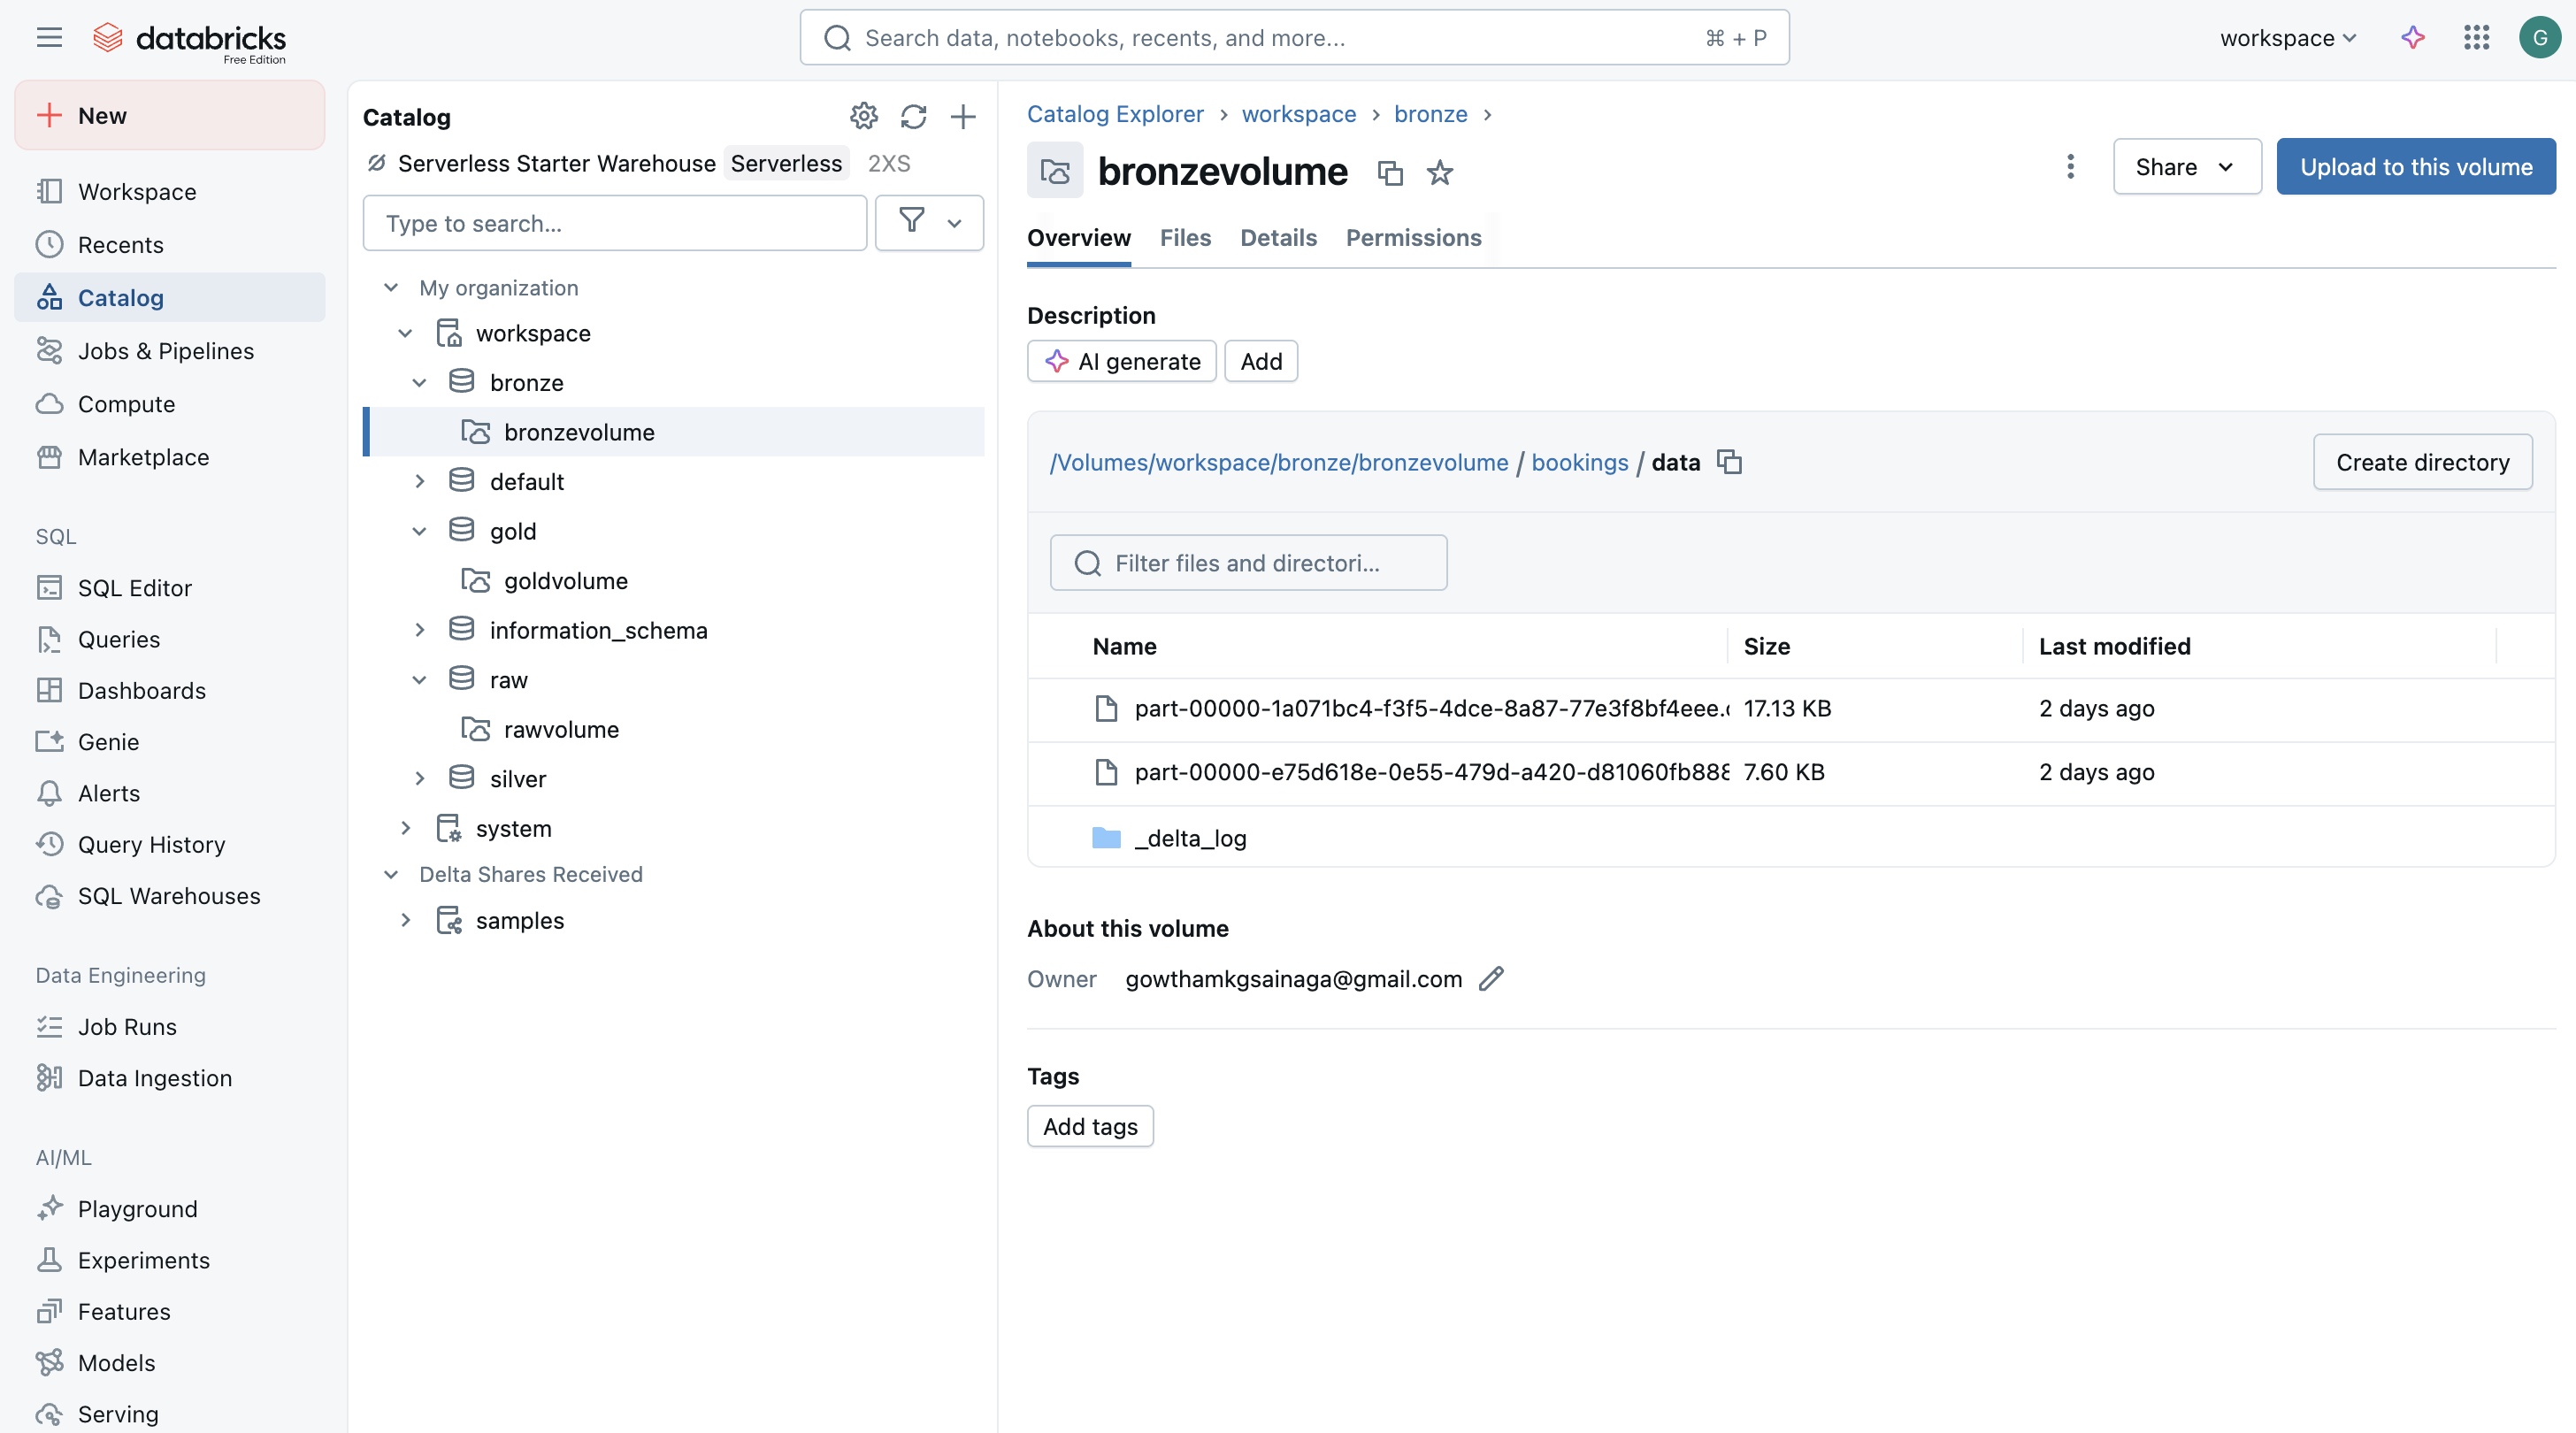 databricks
Free Edition
Search data, notebooks, recents, and more...
⌘ + P
workspace
G
New
Workspace
Recents
Catalog
Jobs & Pipelines
Compute
Marketplace
SQL
SQL Editor
Queries
Dashboards
Genie
Alerts
Query History
SQL Warehouses
Data Engineering
Job Runs
Data Ingestion
AI/ML
Playground
Experiments
Features
Models
Serving
Catalog
Serverless Starter Warehouse Serverless 2XS
Type to search...
My organization
workspace
bronze
bronzevolume
default
gold
goldvolume
information_schema
raw
rawvolume
silver
system
Delta Shares Received
samples
Catalog Explorer › workspace › bronze ›
bronzevolume
Share
Upload to this volume
Overview Files Details Permissions
Description
AI generate Add
/Volumes/workspace/bronze/bronzevolume / bookings / data
Create directory
Filter files and directori...
Name Size Last modified
part-00000-1a071bc4-f3f5-4dce-8a87-77e3f8bf4eee. 17.13 KB 2 days ago
part-00000-e75d618e-0e55-479d-a420-d81060fb888 7.60 KB 2 days ago
_delta_log
About this volume
Owner gowthamkgsainaga@gmail.com
Tags
Add tags